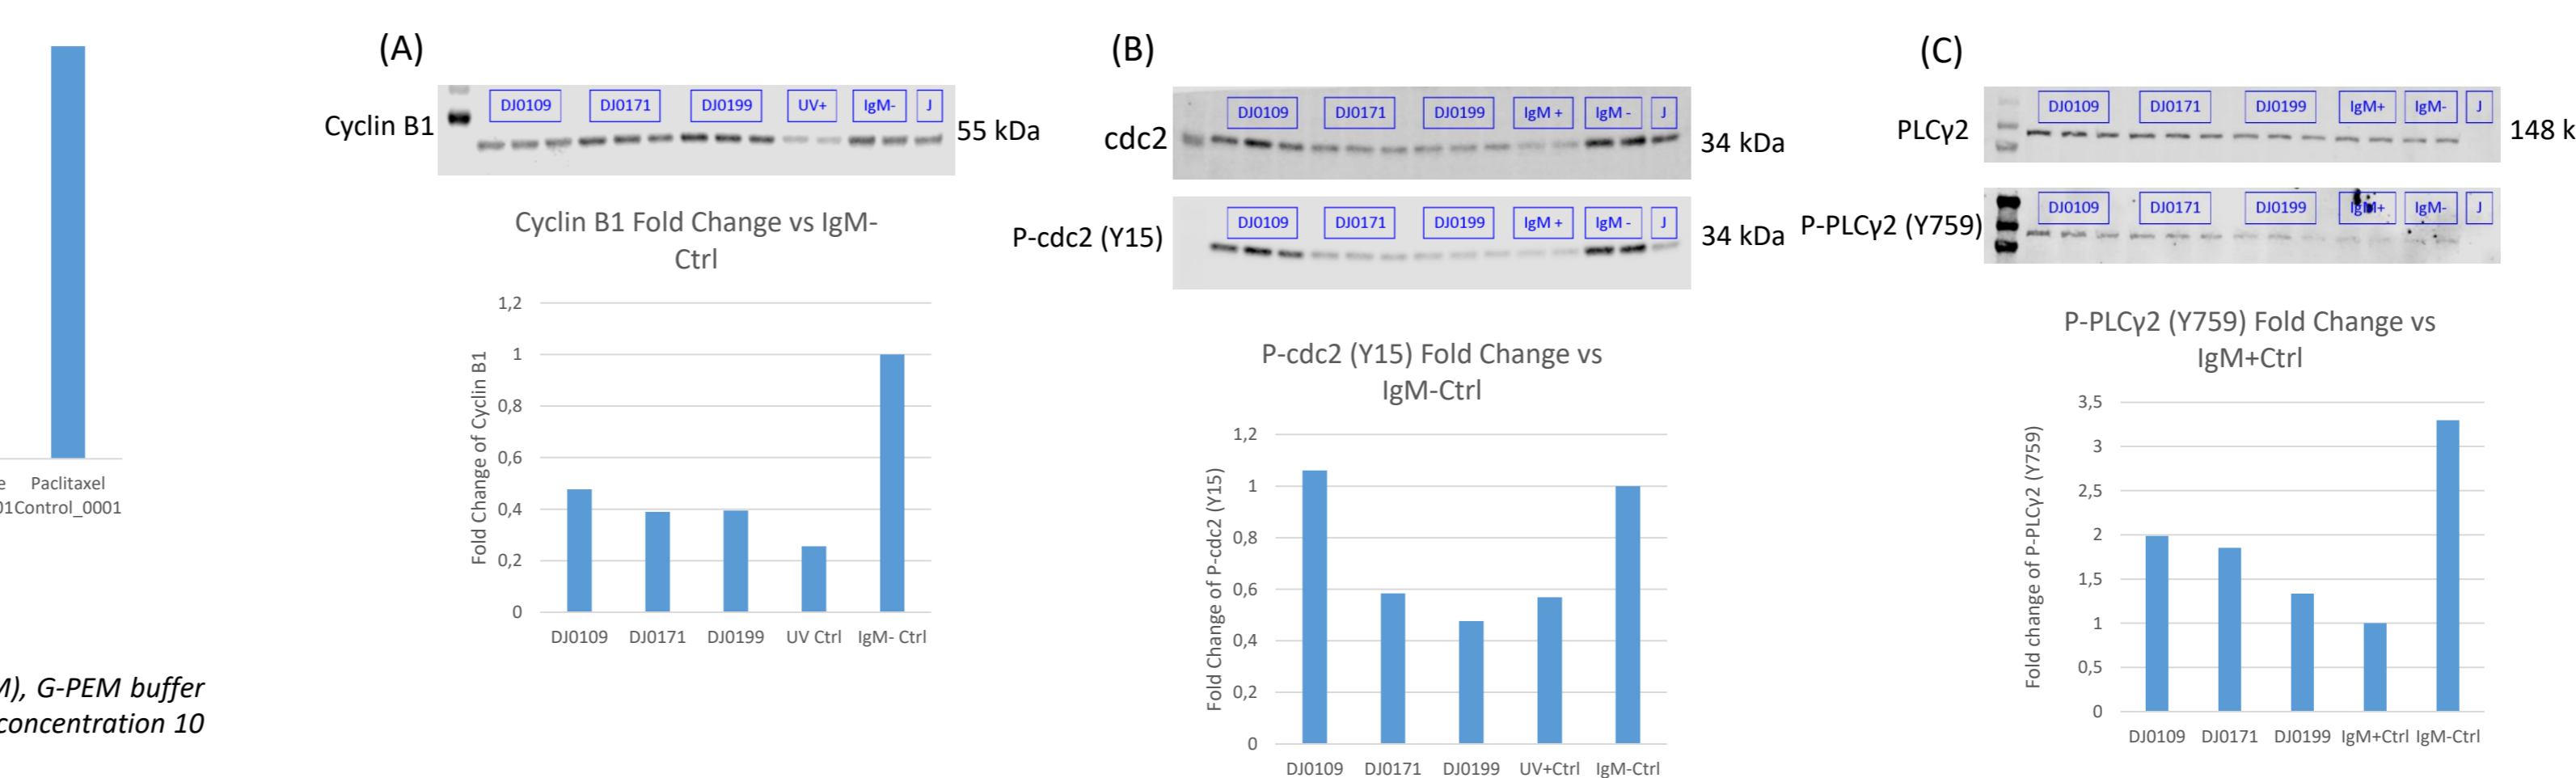 e Paclitaxel
01Control_0001
M), G-PEM buffer
concentration 10
(A)
Cyclin B1
DJ0109 DJ0171 DJ0199 UV+ IgM- J
55 kDa
Cyclin B1 Fold Change vs IgM-
Ctrl
Fold Change of Cyclin B1
1,2
1
0,8
0,6
0,4
0,2
0
DJ0109 DJ0171 DJ0199 UV Ctrl IgM- Ctrl
(B)
cdc2
DJ0109 DJ0171 DJ0199 IgM + IgM - J
34 kDa
P-cdc2 (Y15)
DJ0109 DJ0171 DJ0199 IgM + IgM - J
34 kDa
P-cdc2 (Y15) Fold Change vs
IgM-Ctrl
Fold Change of P-cdc2 (Y15)
1,2
1
0,8
0,6
0,4
0,2
0
DJ0109 DJ0171 DJ0199 UV+Ctrl IgM-Ctrl
(C)
PLCγ2
DJ0109 DJ0171 DJ0199 IgM+ IgM- J
148 k
P-PLCγ2 (Y759)
DJ0109 DJ0171 DJ0199 IgM+ IgM- J
P-PLCγ2 (Y759) Fold Change vs
IgM+Ctrl
Fold change of P-PLCγ2 (Y759)
3,5
3
2,5
2
1,5
1
0,5
0
DJ0109 DJ0171 DJ0199 IgM+Ctrl IgM-Ctrl